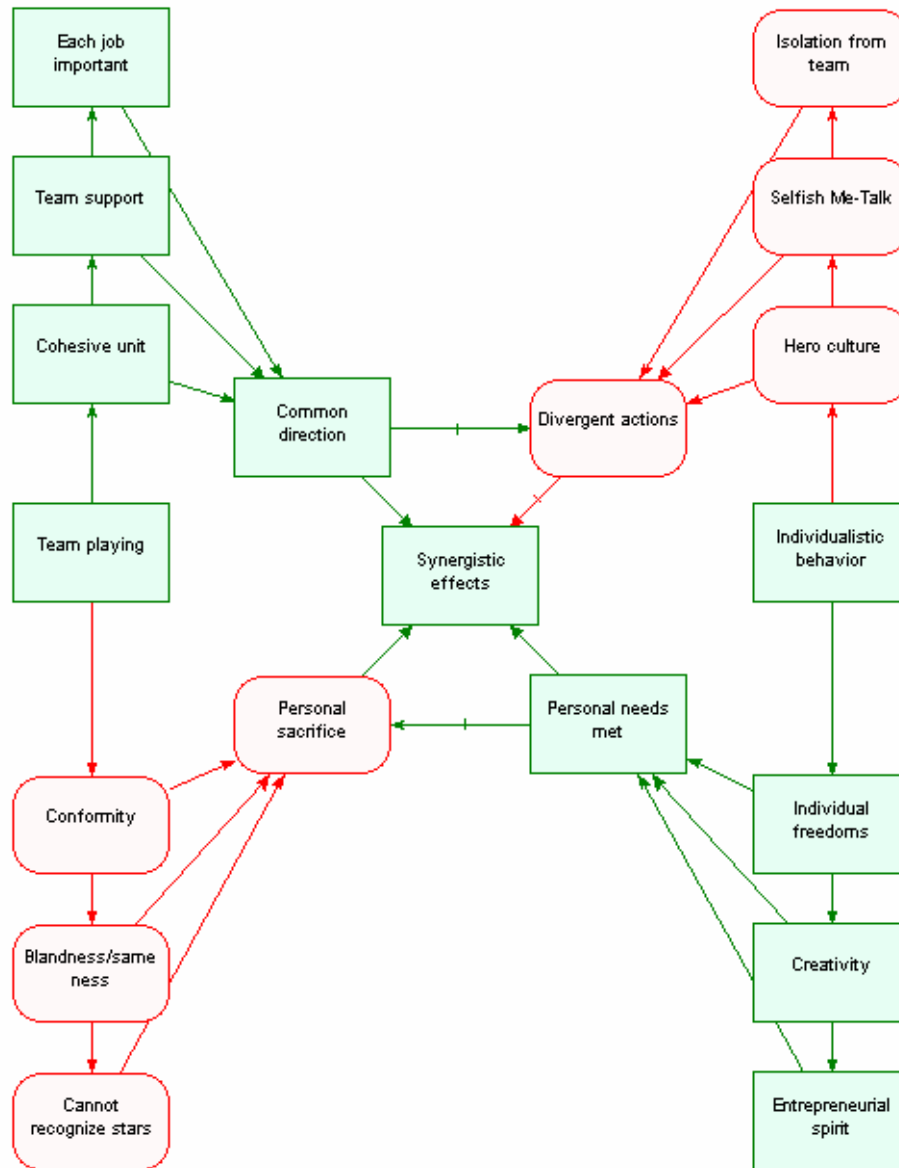 Each job
important
Isolation from
team
Team support
Selfish Me-Talk
Cohesive unit
Hero culture
Common
direction
Divergent actions
Team playing
Synergistic
effects
Individualistic
behavior
Personal
sacrifice
Personal needs
met
Conformity
Individual
freedoms
Blandness/same
ness
Creativity
Cannot
recognize stars
Entrepreneurial
spirit